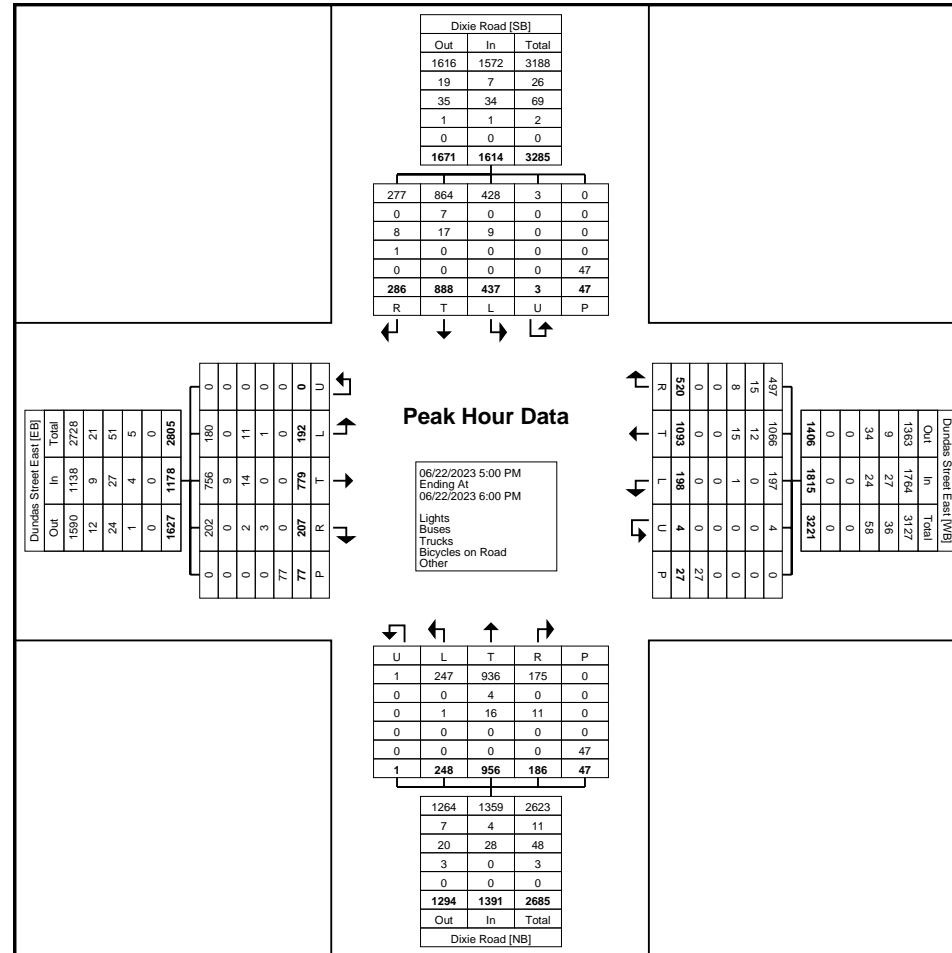 Dixie Road [SB]
Out In Total
1616 1572 3188
19 7 26
35 34 69
1 1 2
0 0 0
1671 1614 3285
277 864 428 3 0
0 7 0 0 0
8 17 9 0 0
1 0 0 0 0
0 0 0 0 47
286 888 437 3 47
R T L U P
Dundas Street East [EB]
Out In Total
1590 1138 2728
12 9 21
24 27 51
1 4 5
0 0 0
1627 1178 2805
0 180 756 202 0
0 0 9 0 0
0 11 14 2 0
0 1 0 3 0
0 0 0 0 77
0 192 779 207 77
U L T R P
Peak Hour Data
06/22/2023 5:00 PM
Ending At
06/22/2023 6:00 PM
Lights
Buses
Trucks
Bicycles on Road
Other
Dundas Street East [WB]
Out In Total
1363 1764 3127
9 27 36
34 24 58
0 0 0
0 0 0
1406 1815 3221
497 1066 197 4 0
15 12 0 0 0
8 15 1 0 0
0 0 0 0 0
0 0 0 0 27
520 1093 198 4 27
R T L U P
U L T R P
1 247 936 175 0
0 0 4 0 0
0 1 16 11 0
0 0 0 0 0
0 0 0 0 47
1 248 956 186 47
1264 1359 2623
7 4 11
20 28 48
3 0 3
0 0 0
1294 1391 2685
Out In Total
Dixie Road [NB]